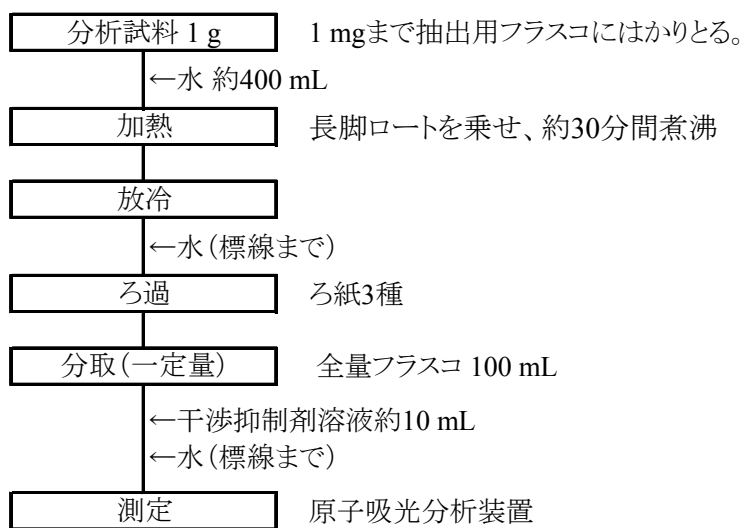 分析試料 1 g 1 mgまで抽出用フラスコにはかりとる。
←水 約400 mL
加熱 長脚ロートを乗せ、約30分間煮沸
放冷
←水(標線まで)
ろ過 ろ紙3種
分取(一定量) 全量フラスコ 100 mL
←干渉抑制剤溶液約10 mL
←水(標線まで)
測定 原子吸光分析装置